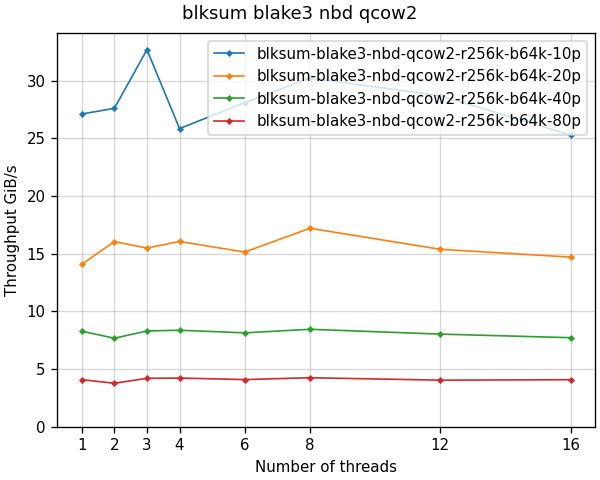 blksum blake3 nbd qcow2
blksum-blake3-nbd-qcow2-r256k-b64k-10p
blksum-blake3-nbd-qcow2-r256k-b64k-20p
blksum-blake3-nbd-qcow2-r256k-b64k-40p
blksum-blake3-nbd-qcow2-r256k-b64k-80p
Throughput GiB/s
30
25
20
15
10
5
0
1 2 3 4 6 8 12 16
Number of threads